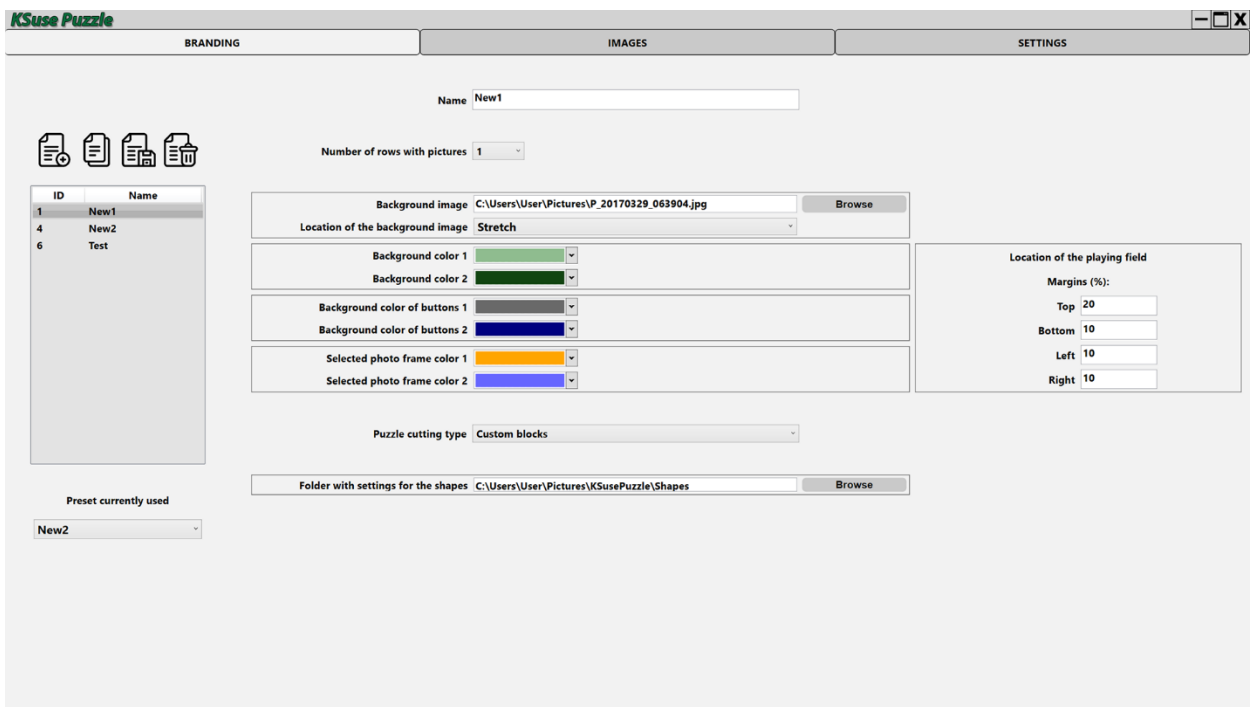 KSuse Puzzle
BRANDING IMAGES SETTINGS
Name New1
Number of rows with pictures 1
ID Name
1 New1
4 New2
6 Test
Preset currently used
New2
Background image C:\Users\User\Pictures\P_20170329_063904.jpg Browse
Location of the background image Stretch
Background color 1
Background color 2
Background color of buttons 1
Background color of buttons 2
Selected photo frame color 1
Selected photo frame color 2
Puzzle cutting type Custom blocks
Folder with settings for the shapes C:\Users\User\Pictures\KSusePuzzle\Shapes Browse
Location of the playing field
Margins (%):
Top 20
Bottom 10
Left 10
Right 10